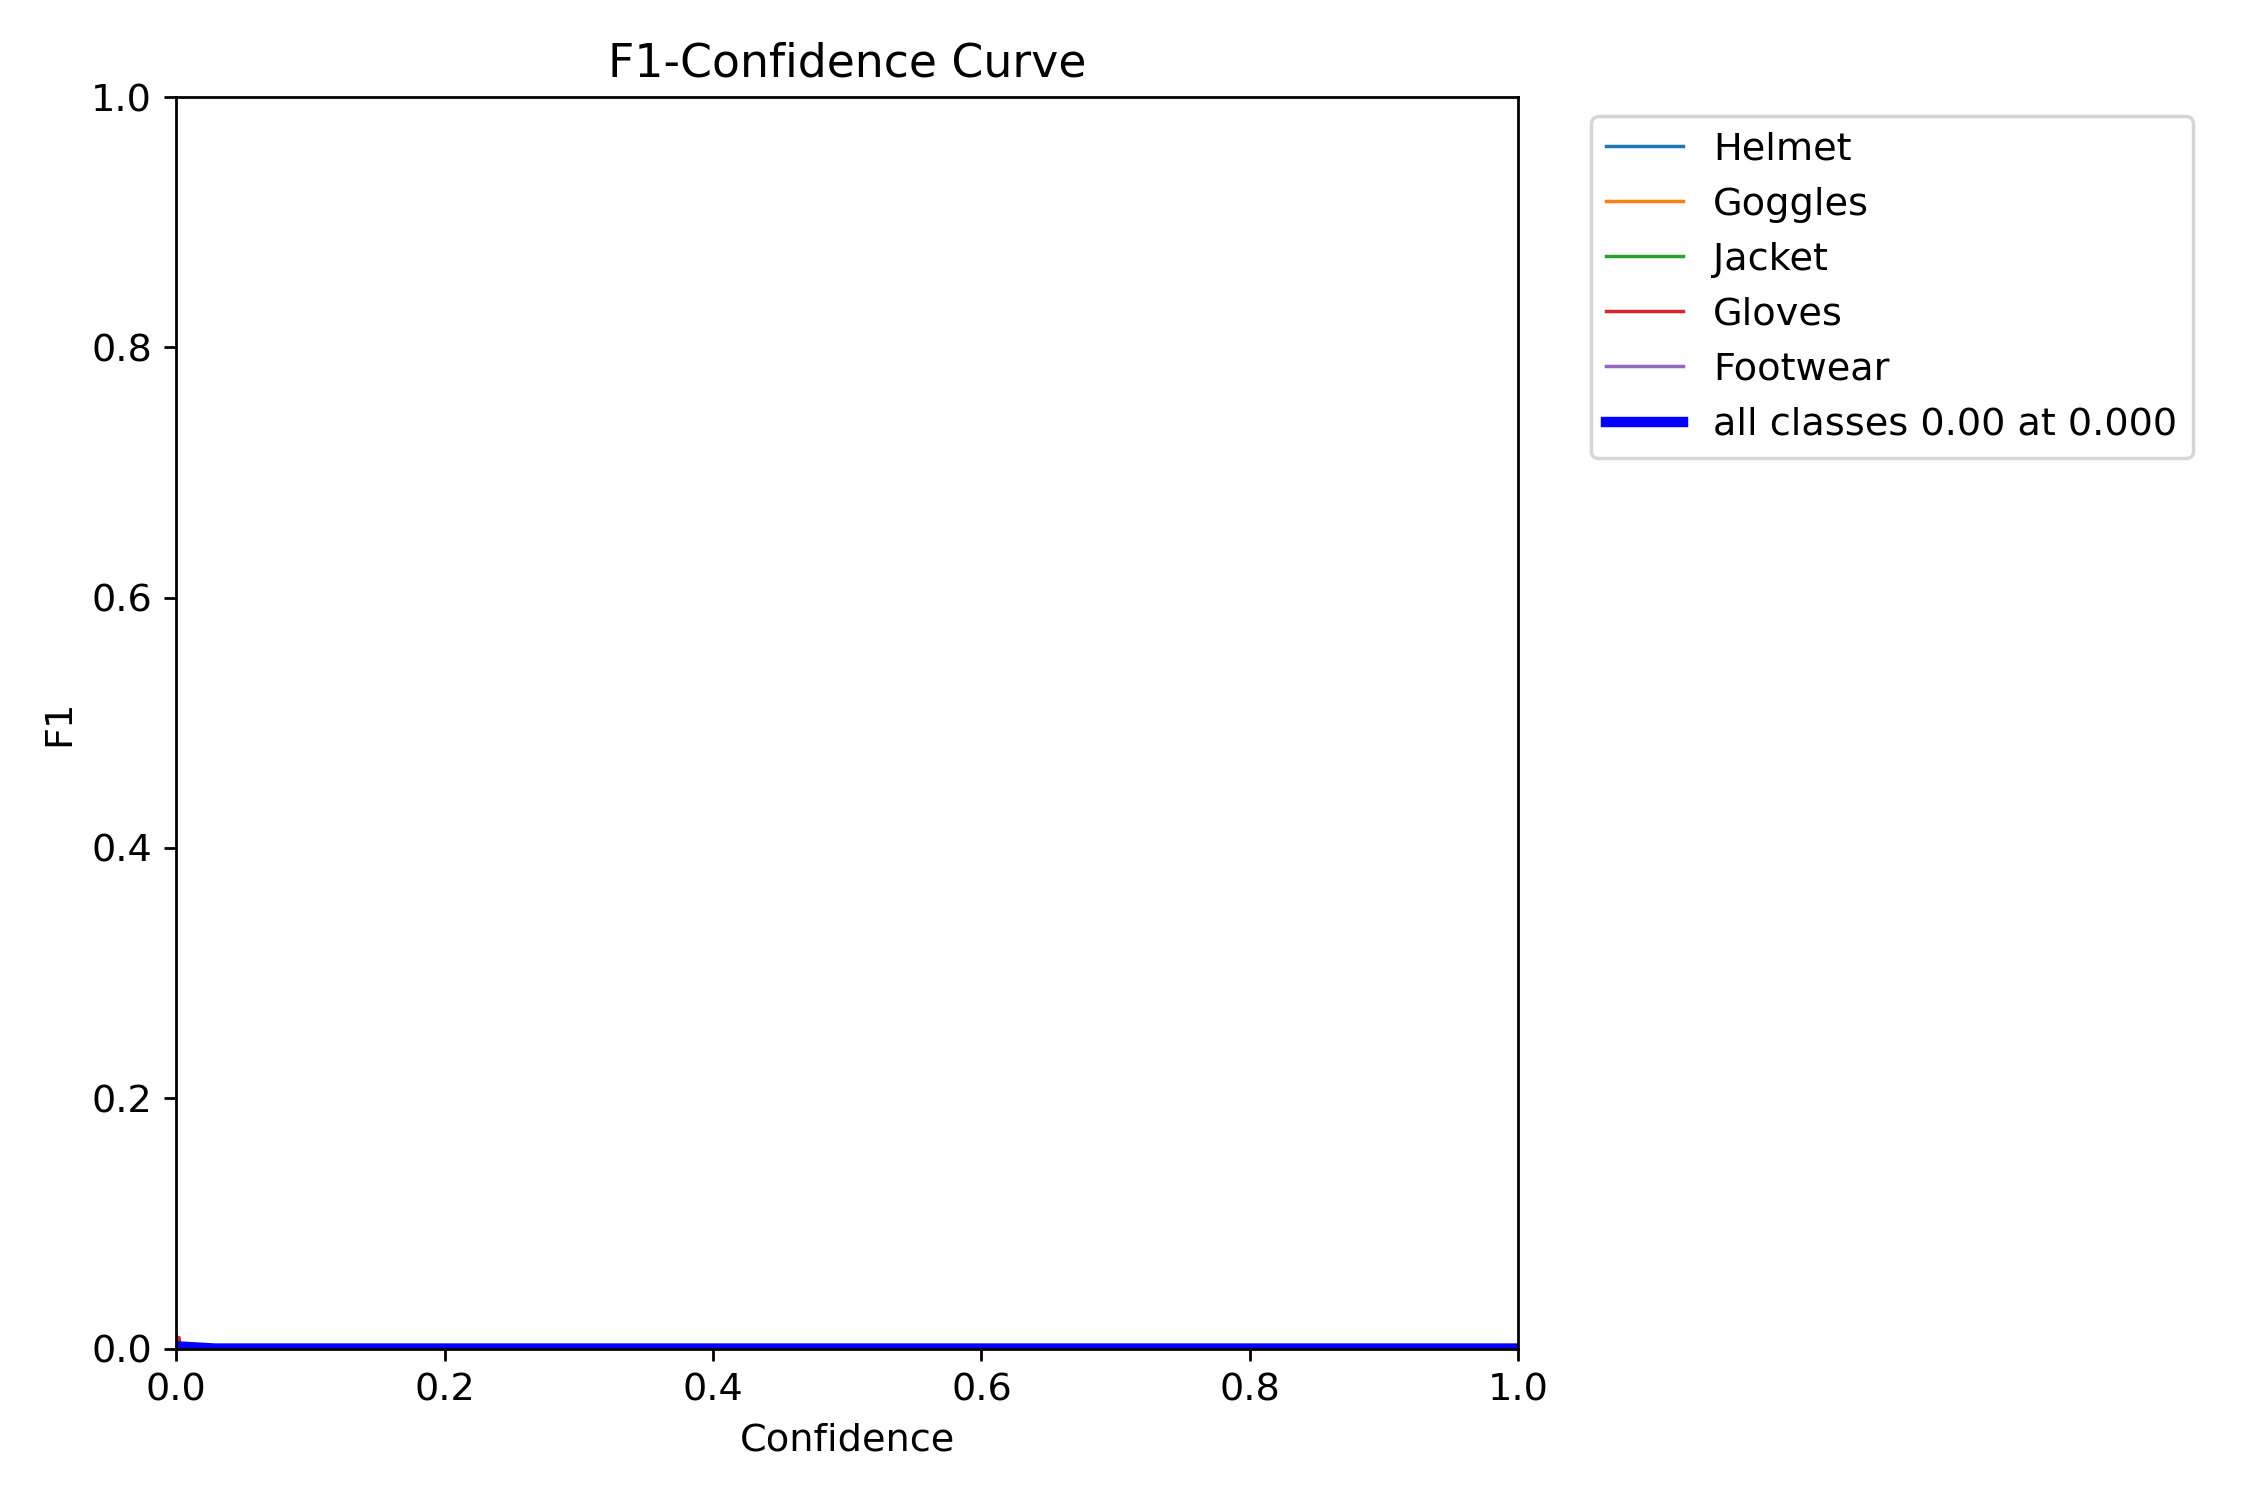 F1-Confidence Curve
1.0
0.8
0.6
0.4
0.2
0.0
F1
0.0 0.2 0.4 0.6 0.8 1.0
Confidence
Helmet
Goggles
Jacket
Gloves
Footwear
all classes 0.00 at 0.000